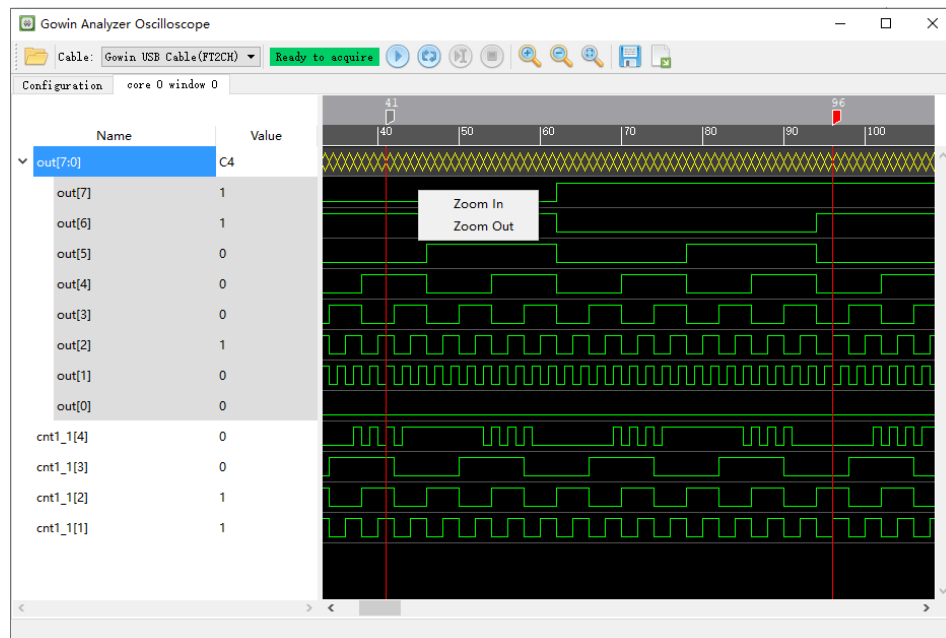 Gowin Analyzer Oscilloscope
Cable: Gowin USB Cable(FT2CH) Ready to acquire
Configuration core 0 window 0
41 96
Name Value |40 |50 |60 |70 |80 |90 |100
out[7:0] C4
out[7] 1
Zoom In
out[6] 1
Zoom Out
out[5] 0
out[4] 0
out[3] 0
out[2] 1
out[1] 0
out[0] 0
cnt1_1[4] 0
cnt1_1[3] 0
cnt1_1[2] 1
cnt1_1[1] 1